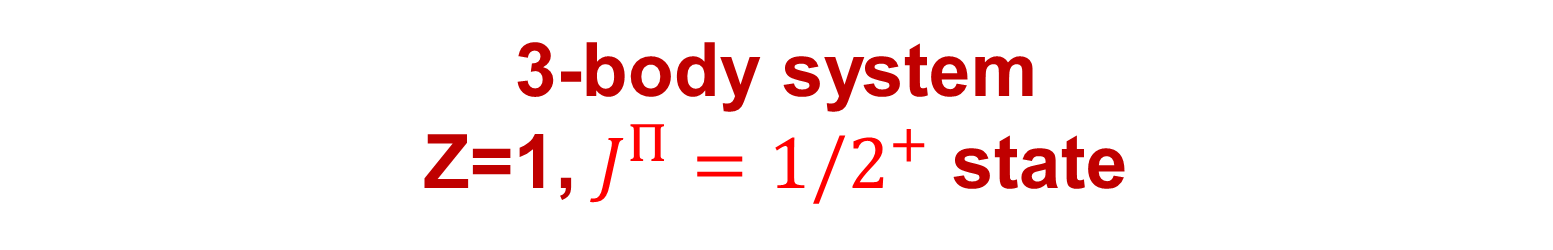 3-body system
Z=1, J^Π = 1/2^+ state